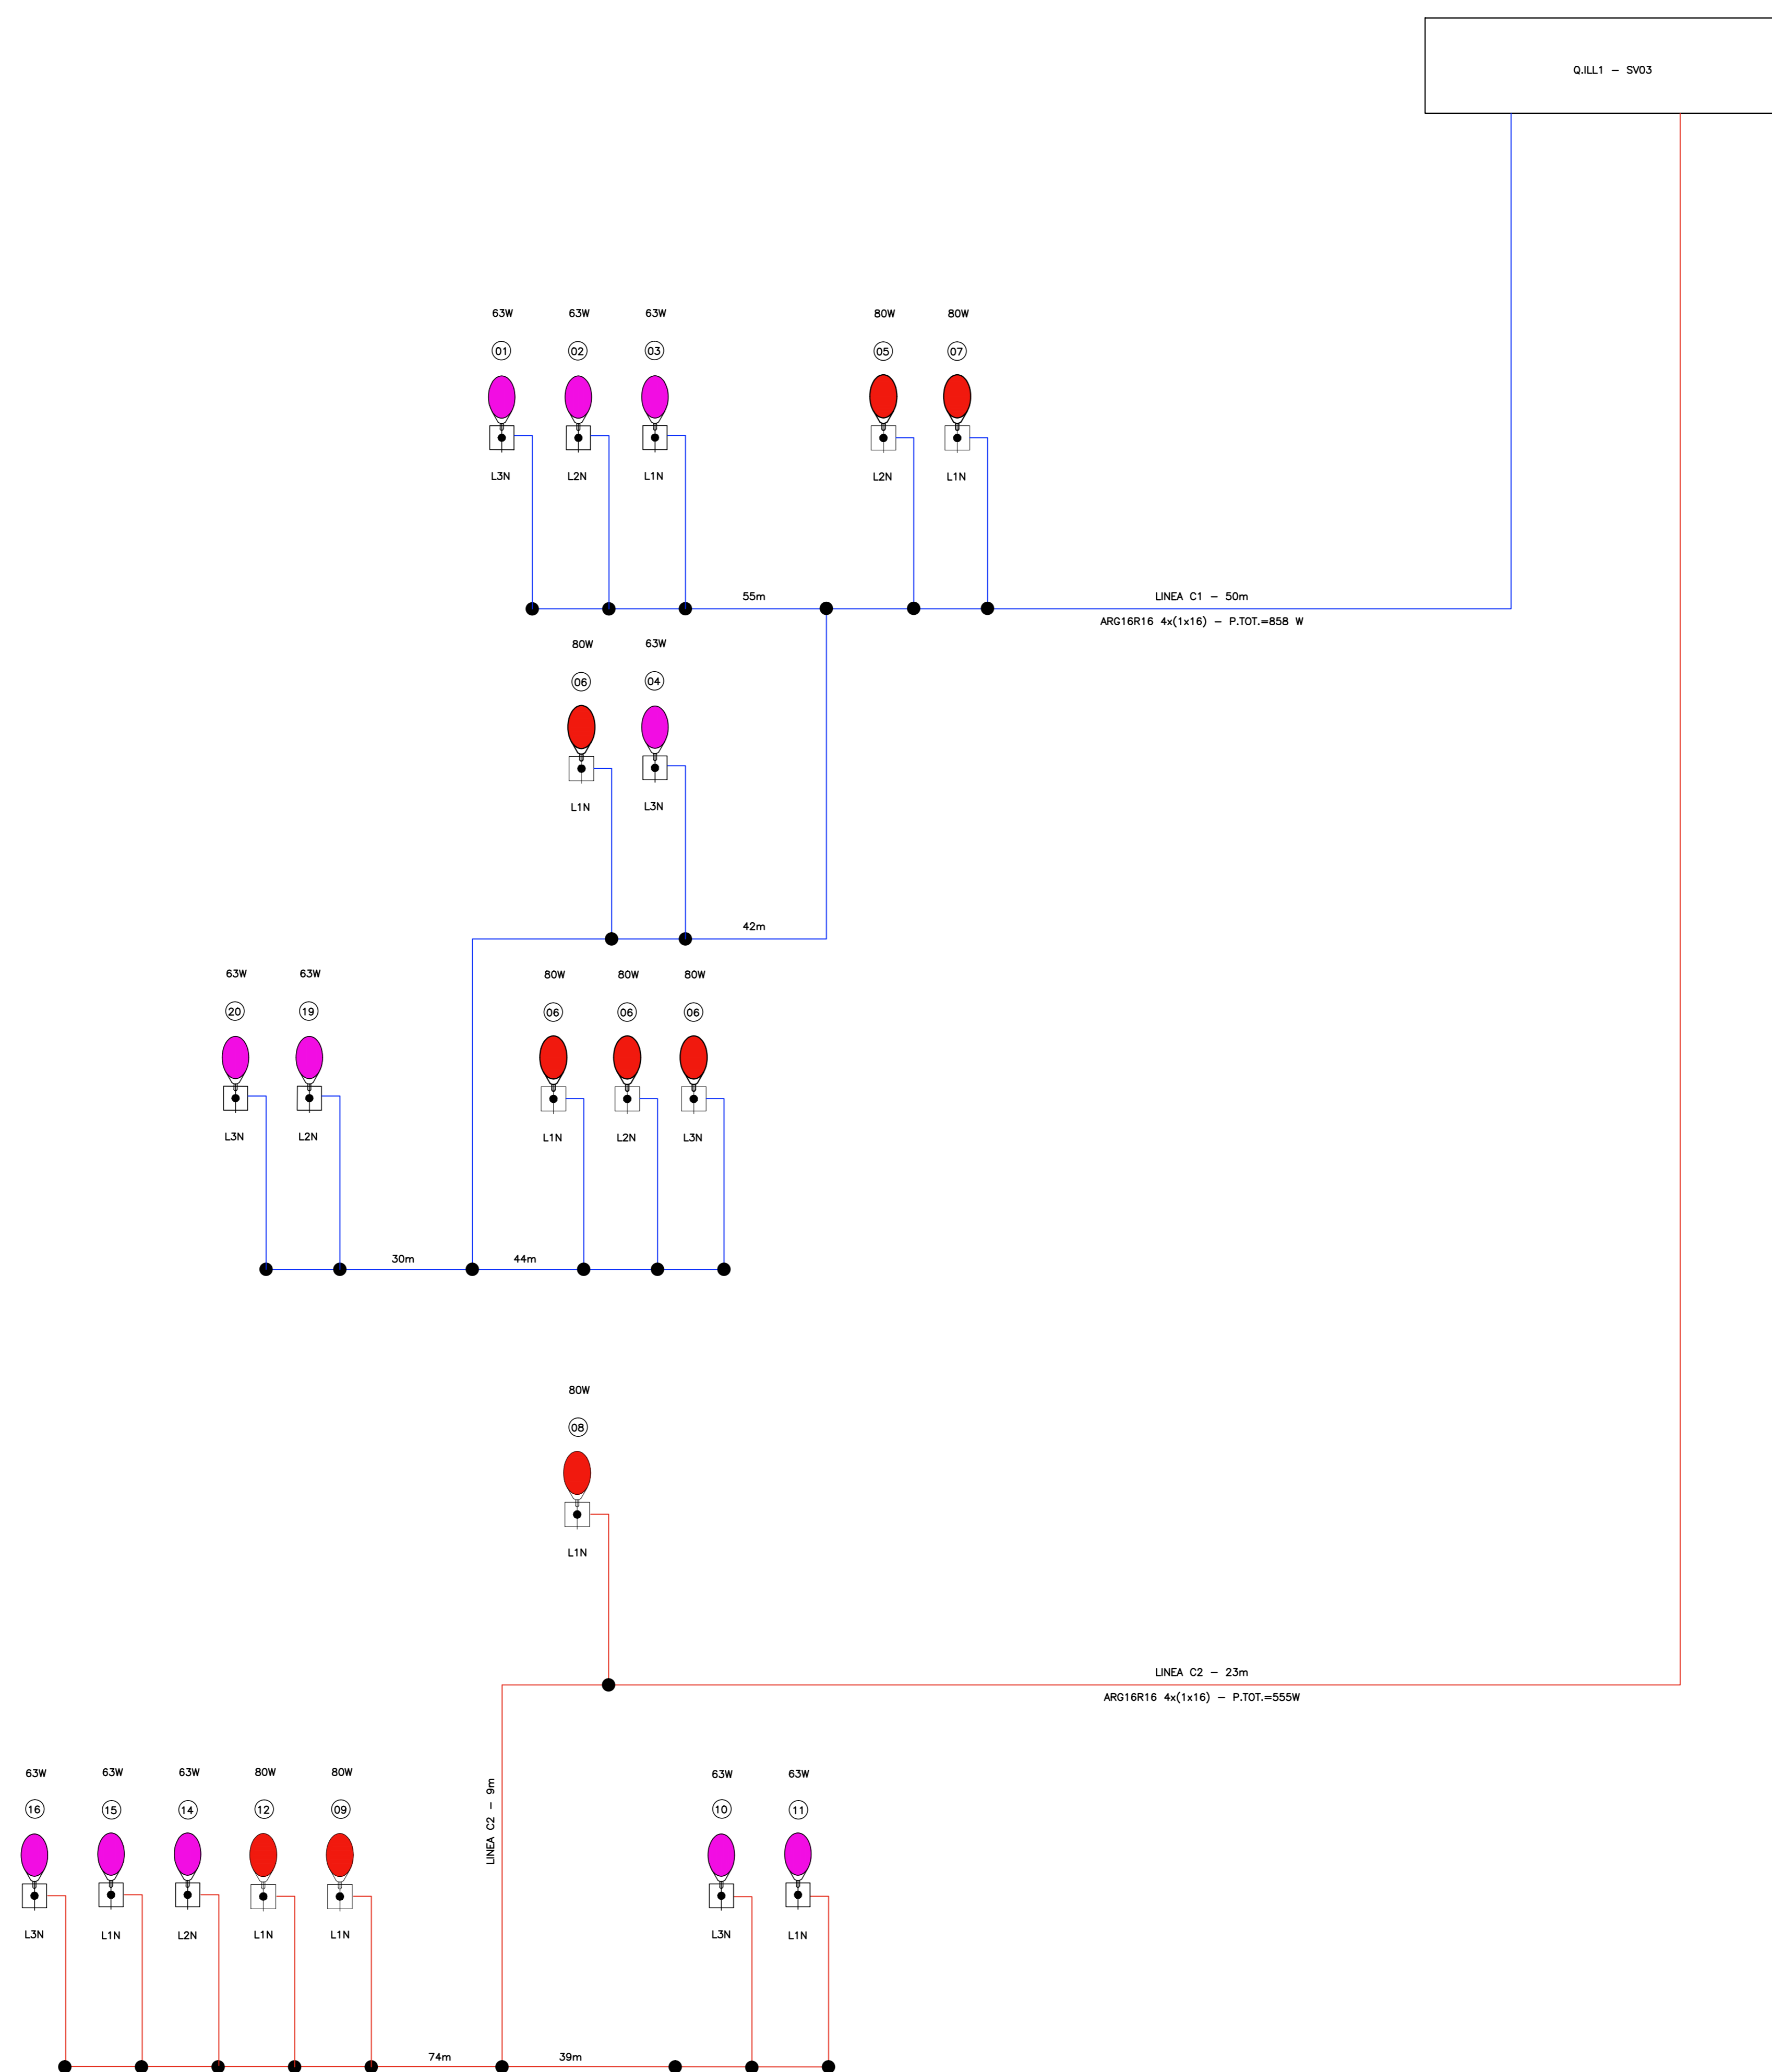 Q.ILL1 – SV03
63W 63W 63W 80W 80W
01 02 03 05 07
L3N L2N L1N L2N L1N
55m LINEA C1 – 50m
ARG16R16 4x(1x16) – P.TOT.=858 W
80W 63W
06 04
L1N L3N
42m
63W 63W 80W 80W 80W
20 19 06 06 06
L3N L2N L1N L2N L3N
30m 44m
80W
08
L1N
LINEA C2 – 23m
ARG16R16 4x(1x16) – P.TOT.=555W
LINEA C2 – 9m
63W 63W 63W 80W 80W 63W 63W
16 15 14 12 09 10 11
L3N L1N L2N L1N L1N L3N L1N
74m 39m